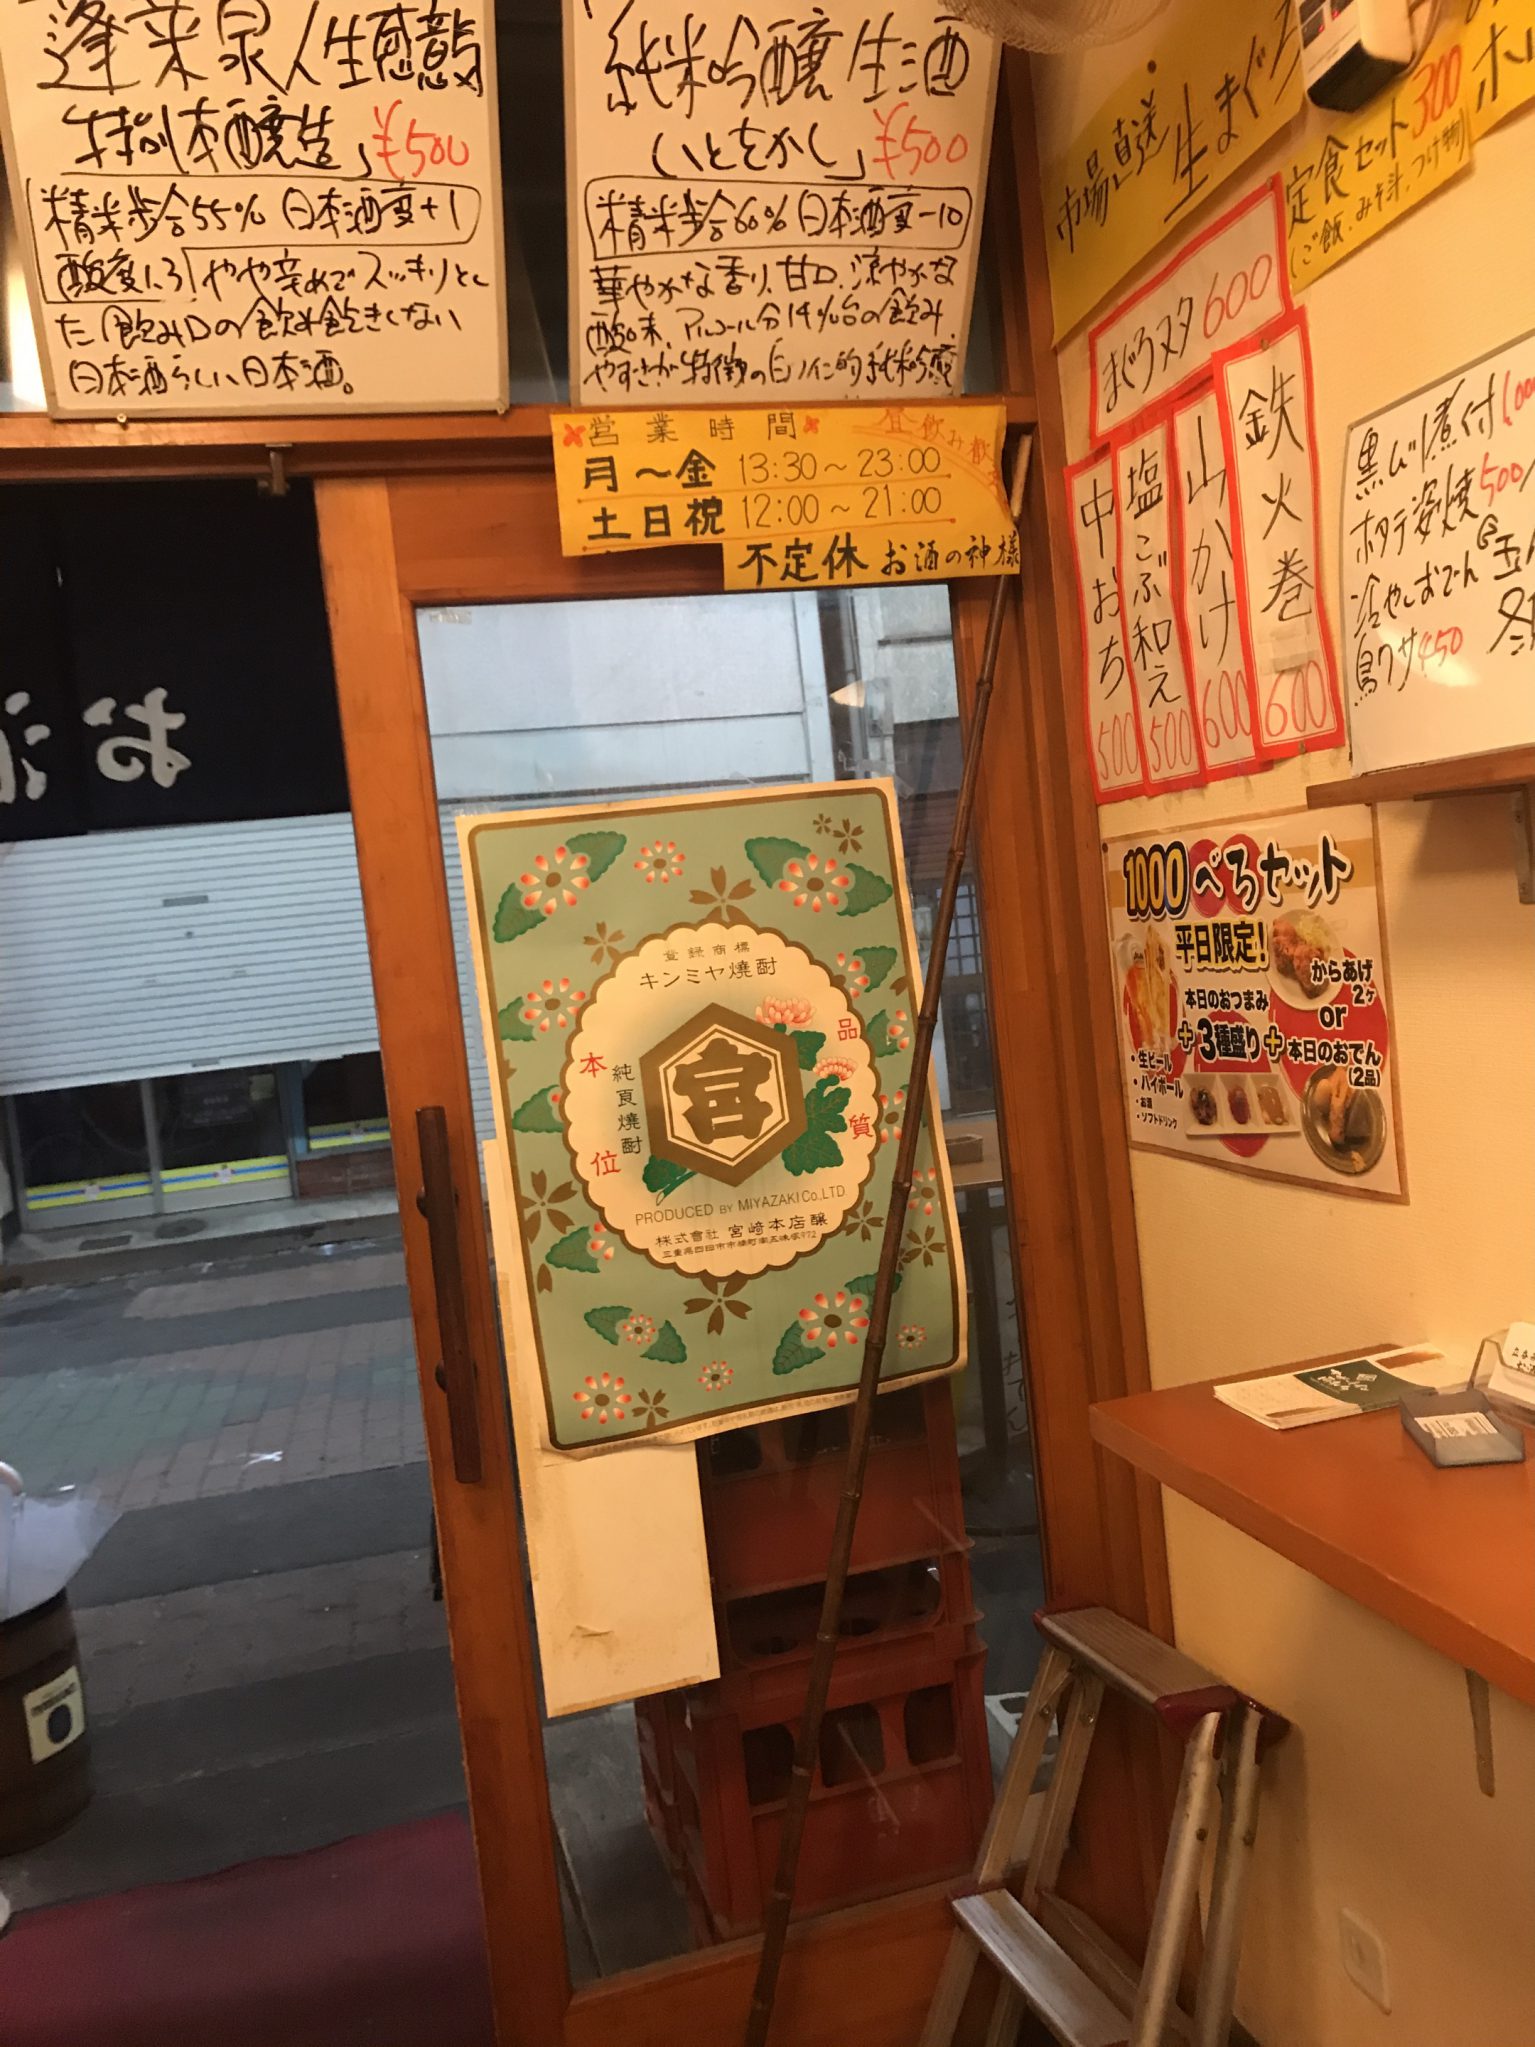 蓬莱泉人生感意気
特別本醸造」¥500
精米歩合55% 日本酒度+1
酸度1.3 やや辛めでスッキリとし
た飲み口の飲み飽きしない
日本酒らしい日本酒。
純米吟醸生酒
いとをかし」¥500
精米歩合60% 日本酒度-10
華やかな香り、甘口、涼やかな
酸味、アルコール分14%台の飲み
やすさが特徴の白ワイン的純米吟醸
営業時間
昼飲み歓
月〜金 13:30〜23:00
土日祝 12:00〜21:00
不定休 お酒の神様
お酒
市場直送
生まぐろ
定食セット300
(ご飯、みそ汁、つけ物)
まぐろヌタ600
中おち500
塩こぶ和え500
山かけ600
鉄火巻600
ホタテ姿焼500
冷やしおでん
鳥ワサ450
1000べろセット
平日限定!
・生ビール
・ハイボール
・お酒
・ソフトドリンク
+
本日のおつまみ
3種盛り
+
からあげ
2ケ
or
本日のおでん
(2品)
登録商標
キンミヤ焼酎
品質本位
純良焼酎
宮
PRODUCED BY MIYAZAKI Co.,LTD
株式會社 宮崎本店醸